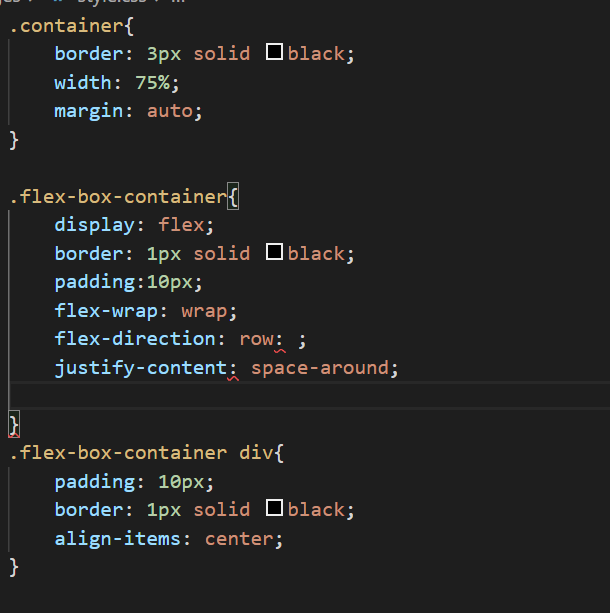 .container{
border: 3px solid black;
width: 75%;
margin: auto;
}
.flex-box-container{
display: flex;
border: 1px solid black;
padding:10px;
flex-wrap: wrap;
flex-direction: row: ;
justify-content: space-around;
}
.flex-box-container div{
padding: 10px;
border: 1px solid black;
align-items: center;
}